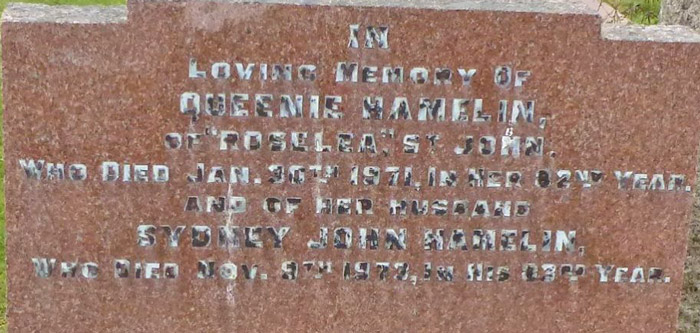 IN
LOVING MEMORY OF
QUEENIE HAMELIN,
OF "ROSELEA," ST JOHN.
WHO DIED JAN. 30TH 1971, IN HER 82ND YEAR.
AND OF HER HUSBAND
SYDNEY JOHN HAMELIN,
WHO DIED NOV. 9TH 1973, IN HIS 83RD YEAR.